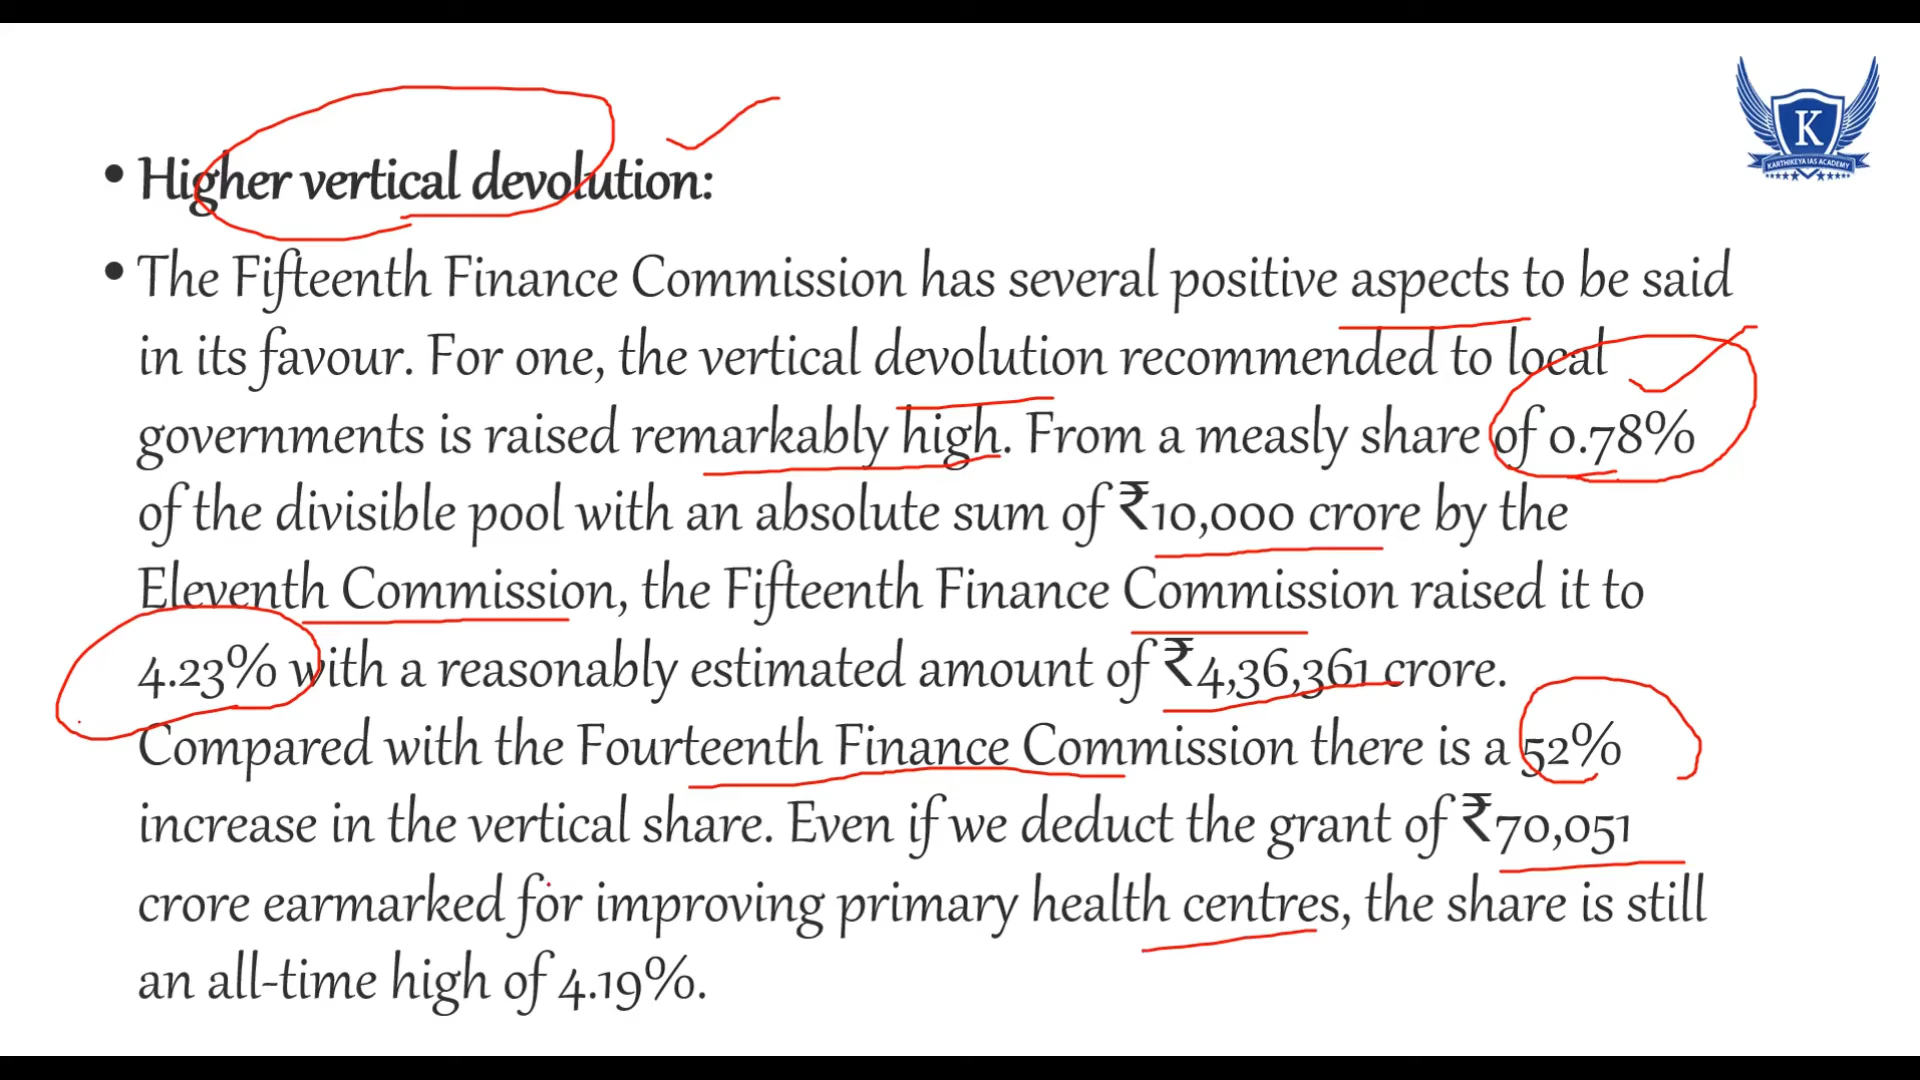 K
KARTHIKEYA IAS ACADEMY
• Higher vertical devolution:
• The Fifteenth Finance Commission has several positive aspects to be said
in its favour. For one, the vertical devolution recommended to local
governments is raised remarkably high. From a measly share of 0.78%
of the divisible pool with an absolute sum of ₹10,000 crore by the
Eleventh Commission, the Fifteenth Finance Commission raised it to
4.23% with a reasonably estimated amount of ₹4,36,361 crore.
Compared with the Fourteenth Finance Commission there is a 52%
increase in the vertical share. Even if we deduct the grant of ₹70,051
crore earmarked for improving primary health centres, the share is still
an all-time high of 4.19%.